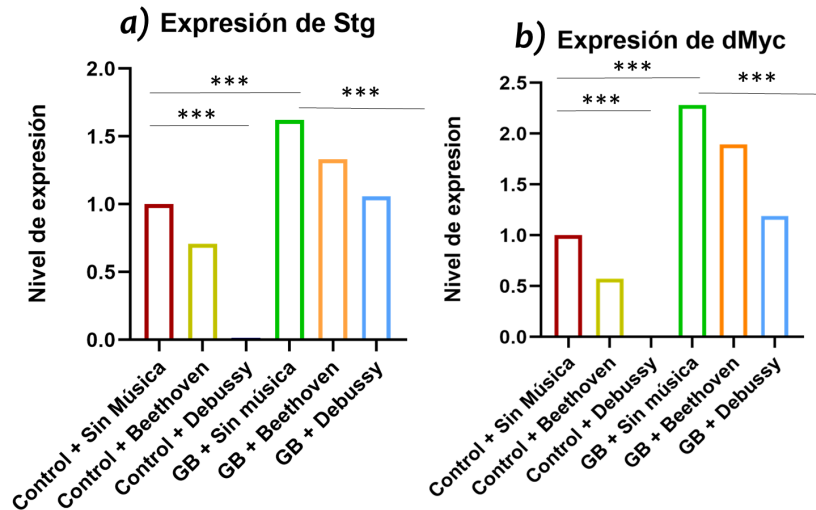 a) Expresión de Stg
Nivel de expresión
2.0
1.5
1.0
0.5
0.0
***
***
***
Control + Sin Música
Control + Beethoven
Control + Debussy
GB + Sin música
GB + Beethoven
GB + Debussy
b) Expresión de dMyc
Nivel de expresion
2.5
2.0
1.5
1.0
0.5
0.0
***
***
***
Control + Sin Música
Control + Beethoven
Control + Debussy
GB + Sin música
GB + Beethoven
GB + Debussy